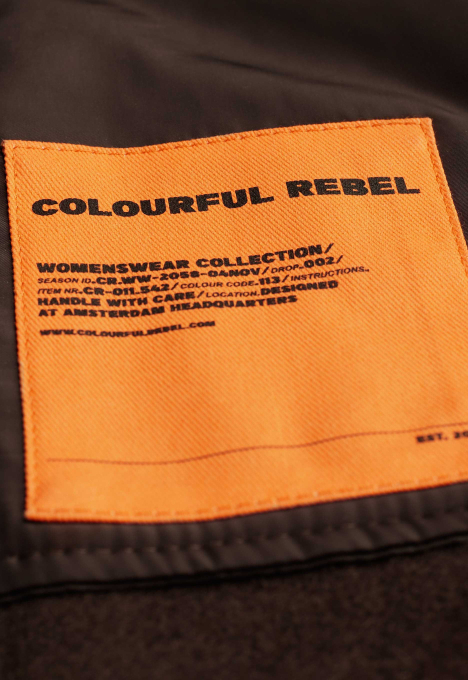 COLOURFUL REBEL
WOMENSWEAR COLLECTION/
SEASON ID.CR.WW-2058-04NOV/DROP.002/
ITEM NR.CR-011.542/COLOUR CODE.113/INSTRUCTIONS.
HANDLE WITH CARE/LOCATION.DESIGNED
AT AMSTERDAM HEADQUARTERS
WWW.COLOURFULREBEL.COM
EST.